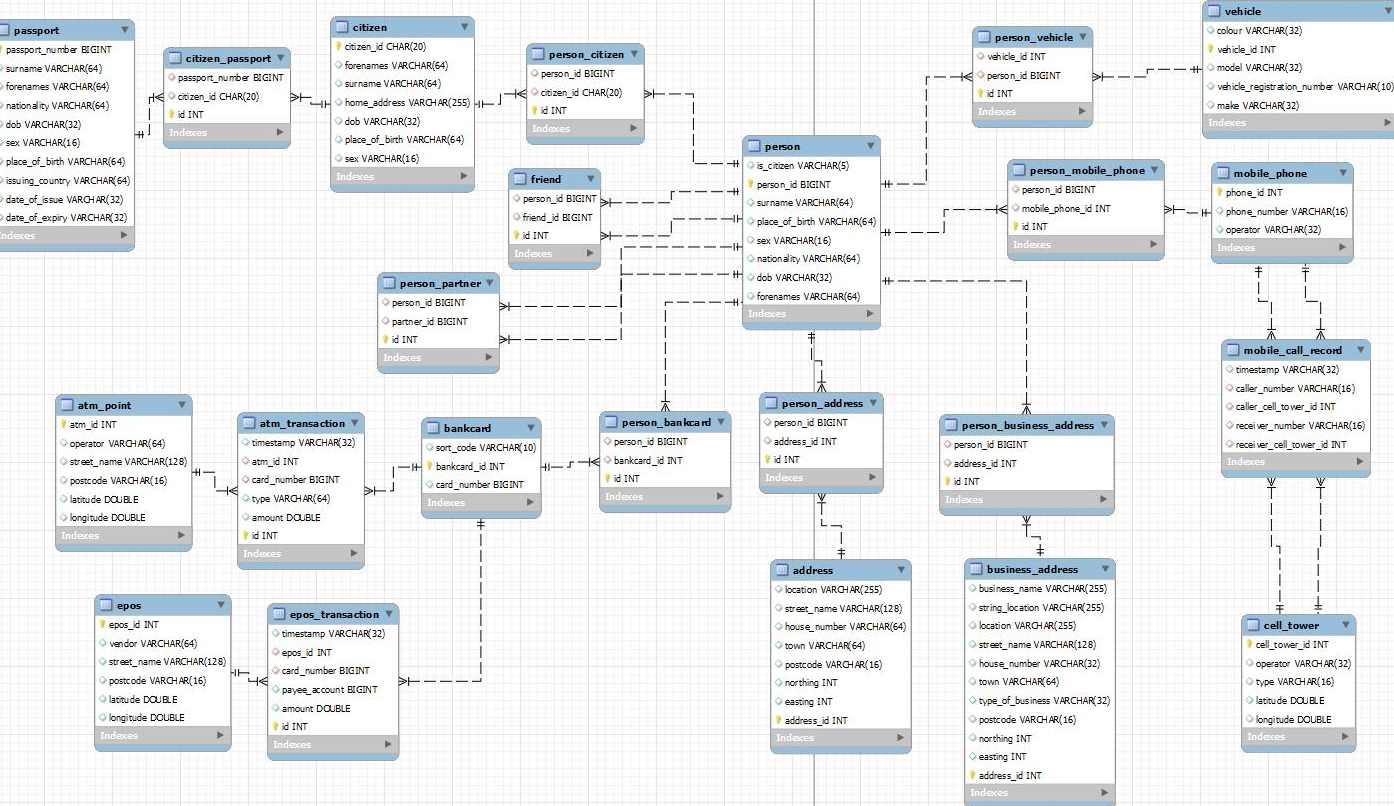 passport
passport_number BIGINT
surname VARCHAR(64)
forenames VARCHAR(64)
nationality VARCHAR(64)
dob VARCHAR(32)
sex VARCHAR(16)
place_of_birth VARCHAR(64)
issuing_country VARCHAR(64)
date_of_issue VARCHAR(32)
date_of_expiry VARCHAR(32)
Indexes
citizen_passport
passport_number BIGINT
citizen_id CHAR(20)
id INT
Indexes
citizen
citizen_id CHAR(20)
forenames VARCHAR(64)
surname VARCHAR(64)
home_address VARCHAR(255)
dob VARCHAR(32)
place_of_birth VARCHAR(64)
sex VARCHAR(16)
Indexes
person_citizen
person_id BIGINT
citizen_id CHAR(20)
id INT
Indexes
person_vehicle
vehicle_id INT
person_id BIGINT
id INT
Indexes
vehicle
colour VARCHAR(32)
vehicle_id INT
model VARCHAR(32)
vehicle_registration_number VARCHAR(10)
make VARCHAR(32)
Indexes
friend
person_id BIGINT
friend_id BIGINT
id INT
Indexes
person
is_citizen VARCHAR(5)
person_id BIGINT
surname VARCHAR(64)
place_of_birth VARCHAR(64)
sex VARCHAR(16)
nationality VARCHAR(64)
dob VARCHAR(32)
forenames VARCHAR(64)
Indexes
person_mobile_phone
person_id BIGINT
mobile_phone_id INT
id INT
Indexes
mobile_phone
phone_id INT
phone_number VARCHAR(16)
operator VARCHAR(32)
Indexes
person_partner
person_id BIGINT
partner_id BIGINT
id INT
Indexes
mobile_call_record
timestamp VARCHAR(32)
caller_number VARCHAR(16)
caller_cell_tower_id INT
receiver_number VARCHAR(16)
receiver_cell_tower_id INT
Indexes
atm_point
atm_id INT
operator VARCHAR(64)
street_name VARCHAR(128)
postcode VARCHAR(16)
latitude DOUBLE
longitude DOUBLE
Indexes
atm_transaction
timestamp VARCHAR(32)
atm_id INT
card_number BIGINT
type VARCHAR(64)
amount DOUBLE
id INT
Indexes
bankcard
sort_code VARCHAR(10)
bankcard_id INT
card_number BIGINT
Indexes
person_bankcard
person_id BIGINT
bankcard_id INT
id INT
Indexes
person_address
person_id BIGINT
address_id INT
id INT
Indexes
person_business_address
person_id BIGINT
address_id INT
id INT
Indexes
epos
epos_id INT
vendor VARCHAR(64)
street_name VARCHAR(128)
postcode VARCHAR(16)
latitude DOUBLE
longitude DOUBLE
Indexes
epos_transaction
timestamp VARCHAR(32)
epos_id INT
card_number BIGINT
payee_account BIGINT
amount DOUBLE
id INT
Indexes
address
location VARCHAR(255)
street_name VARCHAR(128)
house_number VARCHAR(64)
town VARCHAR(64)
postcode VARCHAR(16)
northing INT
easting INT
address_id INT
Indexes
business_address
business_name VARCHAR(255)
string_location VARCHAR(255)
location VARCHAR(255)
street_name VARCHAR(128)
house_number VARCHAR(32)
town VARCHAR(64)
type_of_business VARCHAR(32)
postcode VARCHAR(16)
northing INT
easting INT
address_id INT
Indexes
cell_tower
cell_tower_id INT
operator VARCHAR(32)
type VARCHAR(16)
latitude DOUBLE
longitude DOUBLE
Indexes